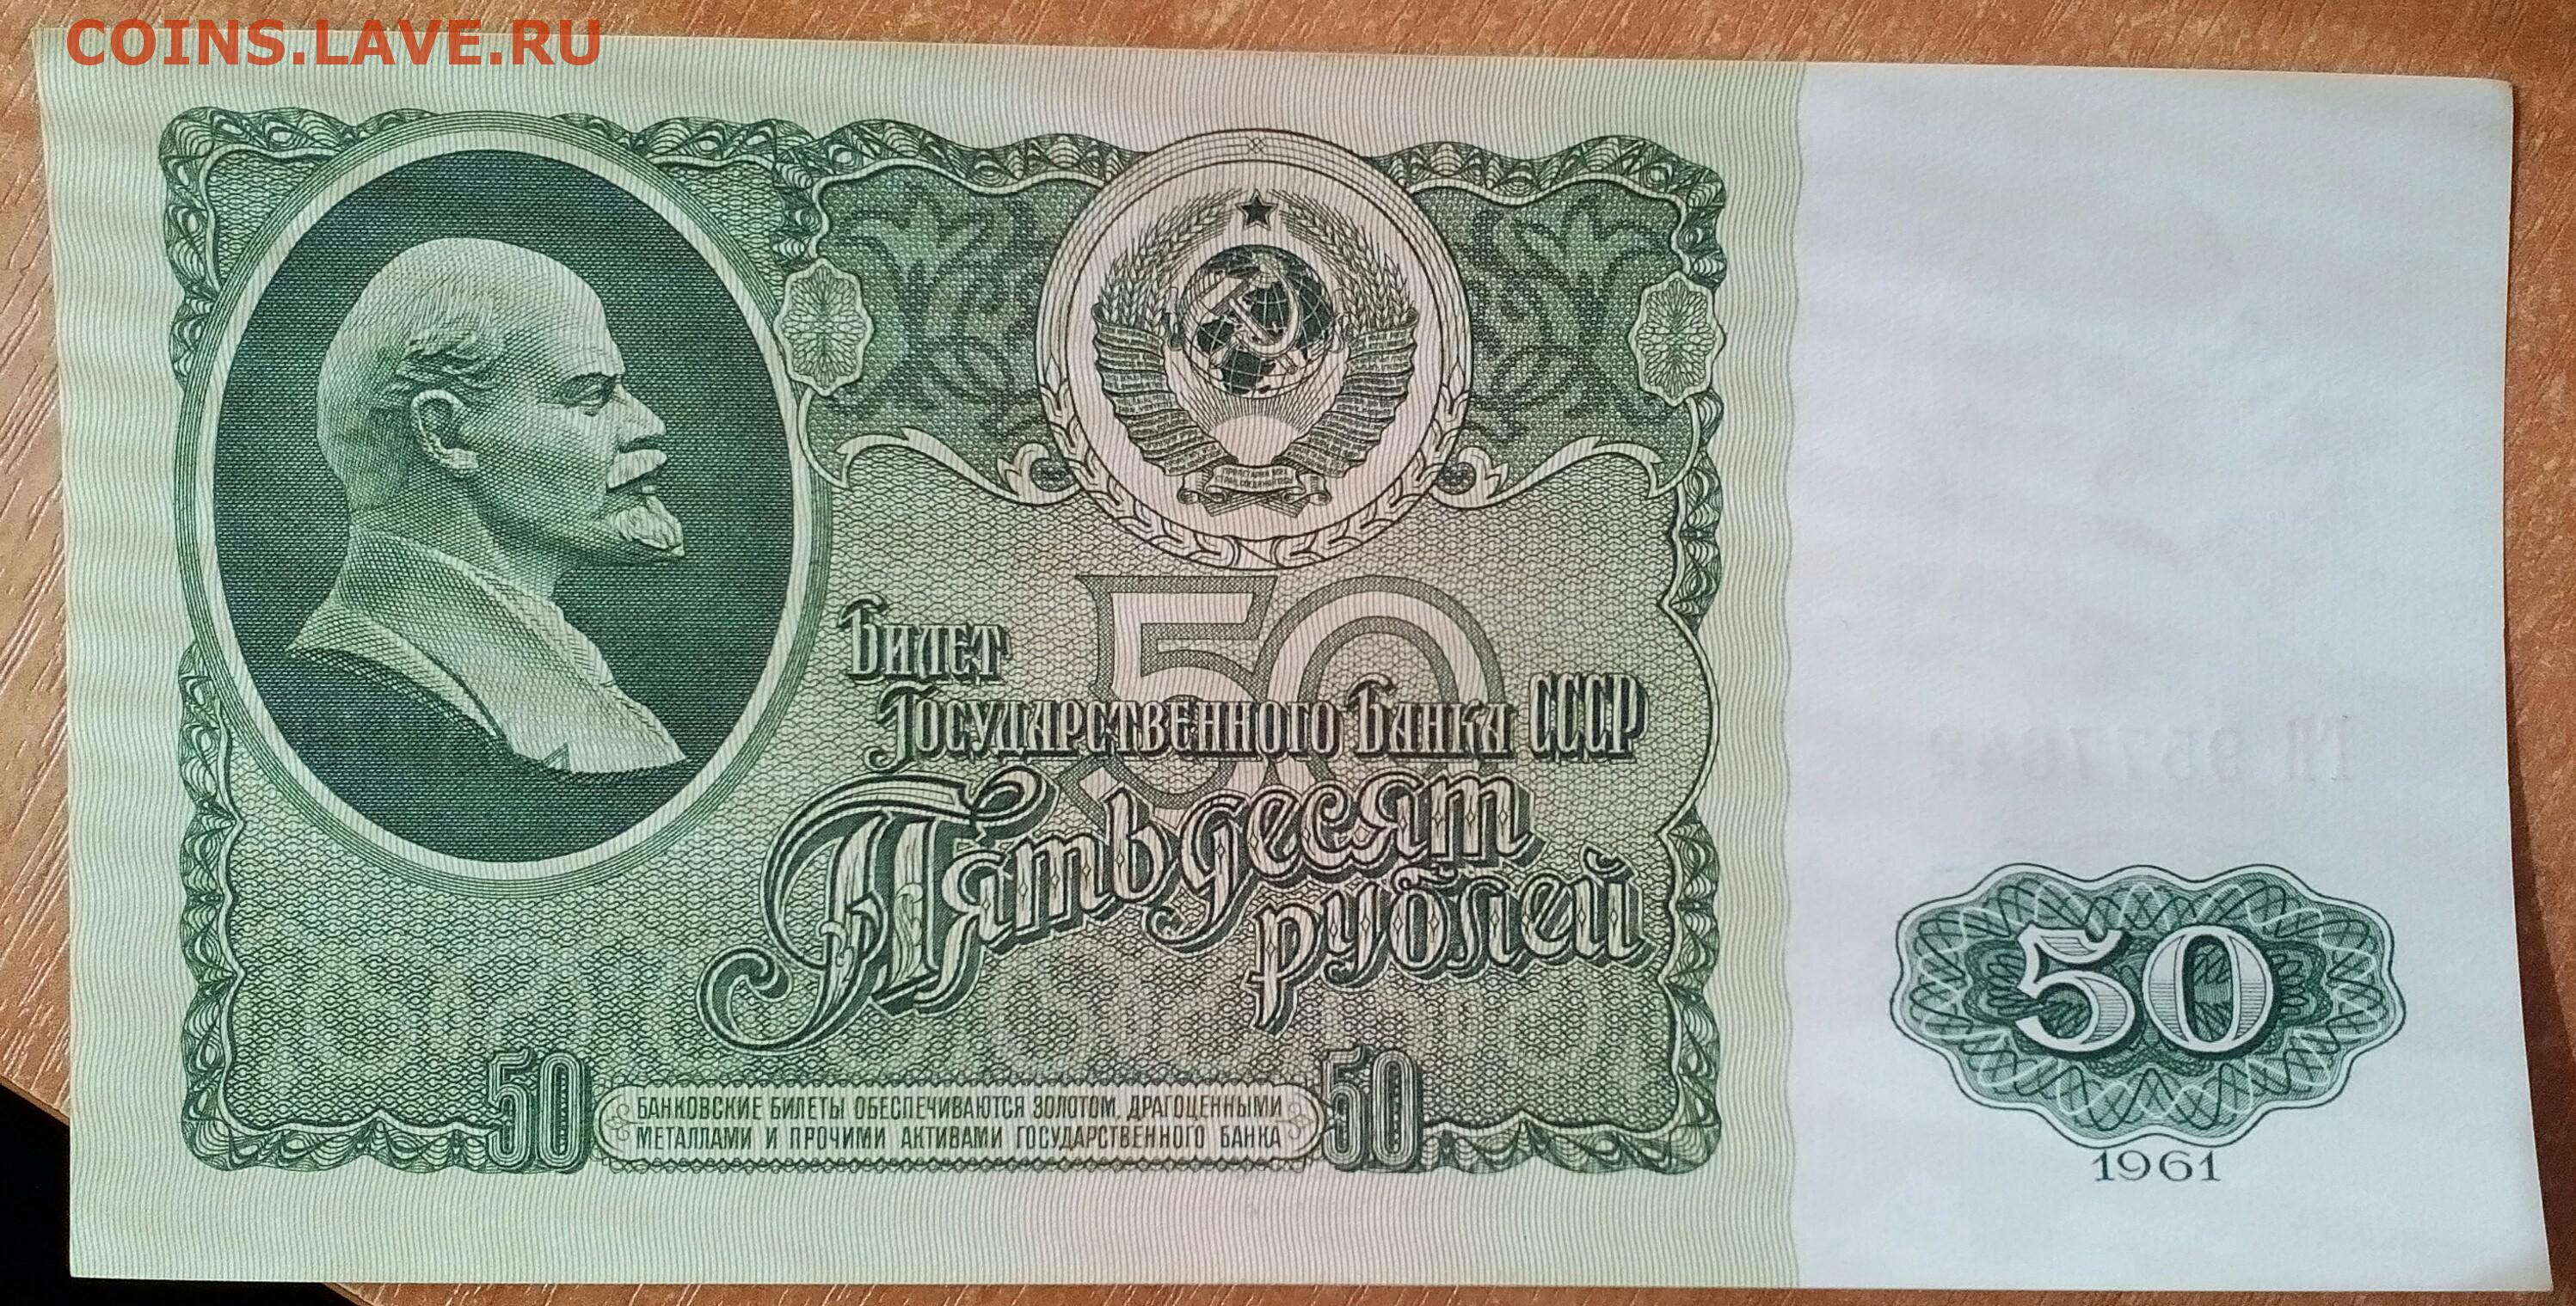 COINS.LAVE.RU
50
Билет
Государственного Банка СССР
Пятьдесят
рублей
50
БАНКОВСКИЕ БИЛЕТЫ ОБЕСПЕЧИВАЮТСЯ ЗОЛОТОМ, ДРАГОЦЕННЫМИ
МЕТАЛЛАМИ И ПРОЧИМИ АКТИВАМИ ГОСУДАРСТВЕННОГО БАНКА
50
50
1961